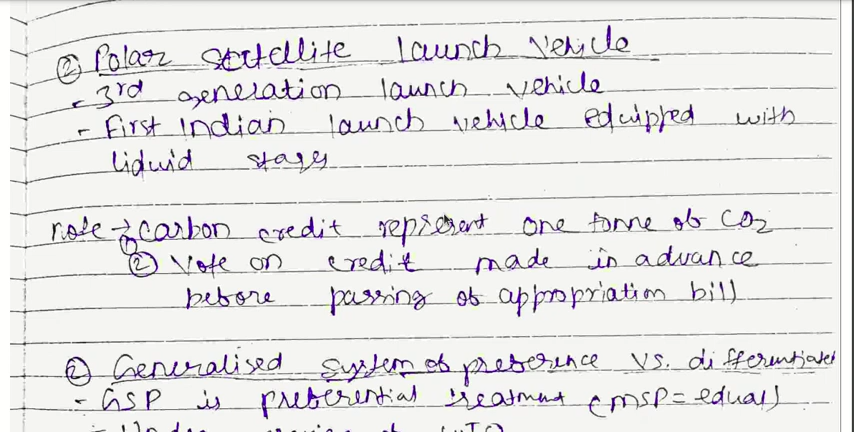 ② Polar Satellite Launch Vehicle
- 3rd generation launch vehicle
- First Indian launch vehicle equipped with
liquid stages
note → ① carbon credit represent one tonne of CO2
② Vote on credit made in advance
before passing of appropriation bill
② Generalised system of preference vs. differentiated
- GSP is preferential treatment (MSP = equal)
- Under